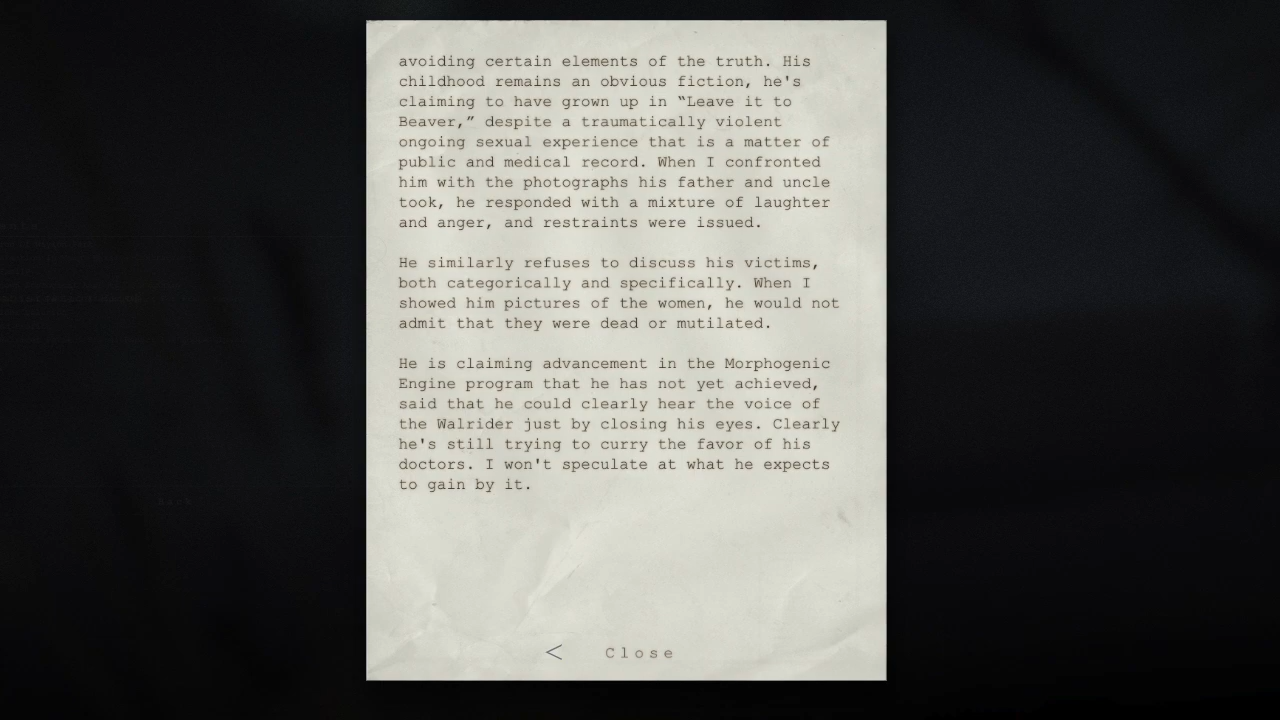 avoiding certain elements of the truth. His
childhood remains an obvious fiction, he's
claiming to have grown up in “Leave it to
Beaver,” despite a traumatically violent
ongoing sexual experience that is a matter of
public and medical record. When I confronted
him with the photographs his father and uncle
took, he responded with a mixture of laughter
and anger, and restraints were issued.
He similarly refuses to discuss his victims,
both categorically and specifically. When I
showed him pictures of the women, he would not
admit that they were dead or mutilated.
He is claiming advancement in the Morphogenic
Engine program that he has not yet achieved,
said that he could clearly hear the voice of
the Walrider just by closing his eyes. Clearly
he's still trying to curry the favor of his
doctors. I won't speculate at what he expects
to gain by it.
< Close